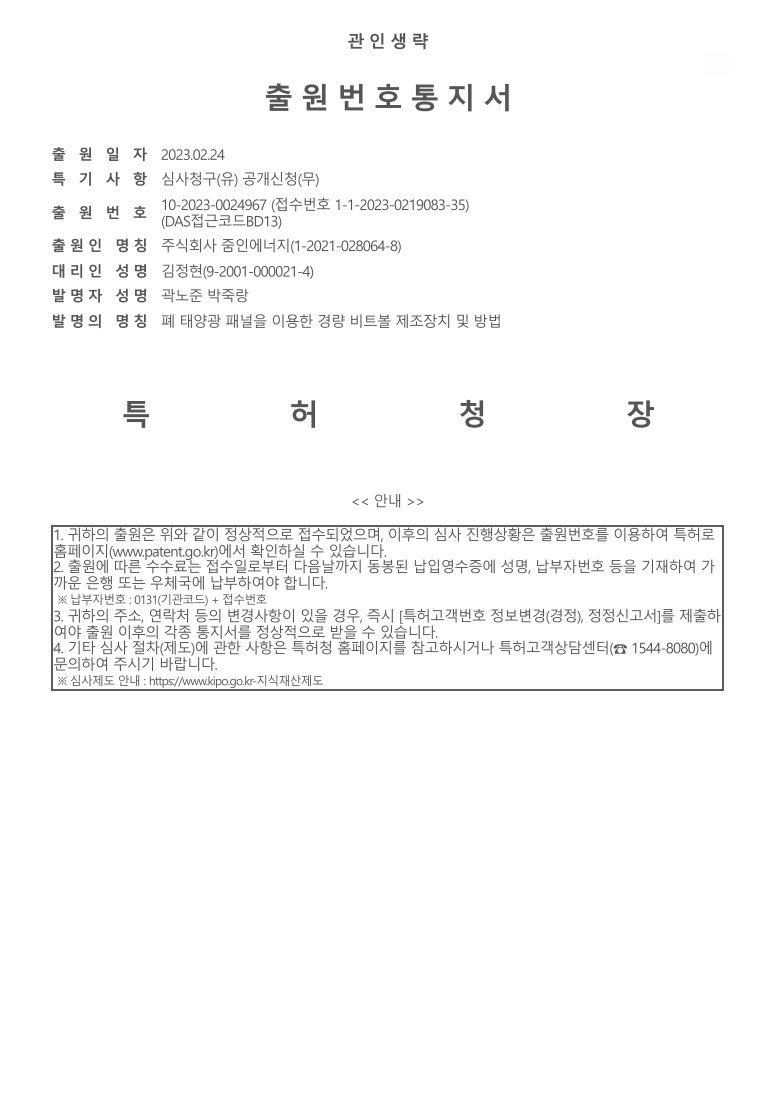 관 인 생 략
출 원 번 호 통 지 서
출 원 일 자 2023.02.24
특 기 사 항 심사청구(유) 공개신청(무)
출 원 번 호 10-2023-0024967 (접수번호 1-1-2023-0219083-35)
(DAS접근코드BD13)
출 원 인 명 칭 주식회사 줌인에너지(1-2021-028064-8)
대 리 인 성 명 김정현(9-2001-000021-4)
발 명 자 성 명 곽노준 박죽랑
발 명 의 명 칭 폐 태양광 패널을 이용한 경량 비트볼 제조장치 및 방법
특 허 청 장
<< 안내 >>
1. 귀하의 출원은 위와 같이 정상적으로 접수되었으며, 이후의 심사 진행상황은 출원번호를 이용하여 특허로
홈페이지(www.patent.go.kr)에서 확인하실 수 있습니다.
2. 출원에 따른 수수료는 접수일로부터 다음날까지 동봉된 납입영수증에 성명, 납부자번호 등을 기재하여 가
까운 은행 또는 우체국에 납부하여야 합니다.
※ 납부자번호 : 0131(기관코드) + 접수번호
3. 귀하의 주소, 연락처 등의 변경사항이 있을 경우, 즉시 [특허고객번호 정보변경(경정), 정정신고서]를 제출하
여야 출원 이후의 각종 통지서를 정상적으로 받을 수 있습니다.
4. 기타 심사 절차(제도)에 관한 사항은 특허청 홈페이지를 참고하시거나 특허고객상담센터(☎ 1544-8080)에
문의하여 주시기 바랍니다.
※ 심사제도 안내 : https://www.kipo.go.kr-지식재산제도